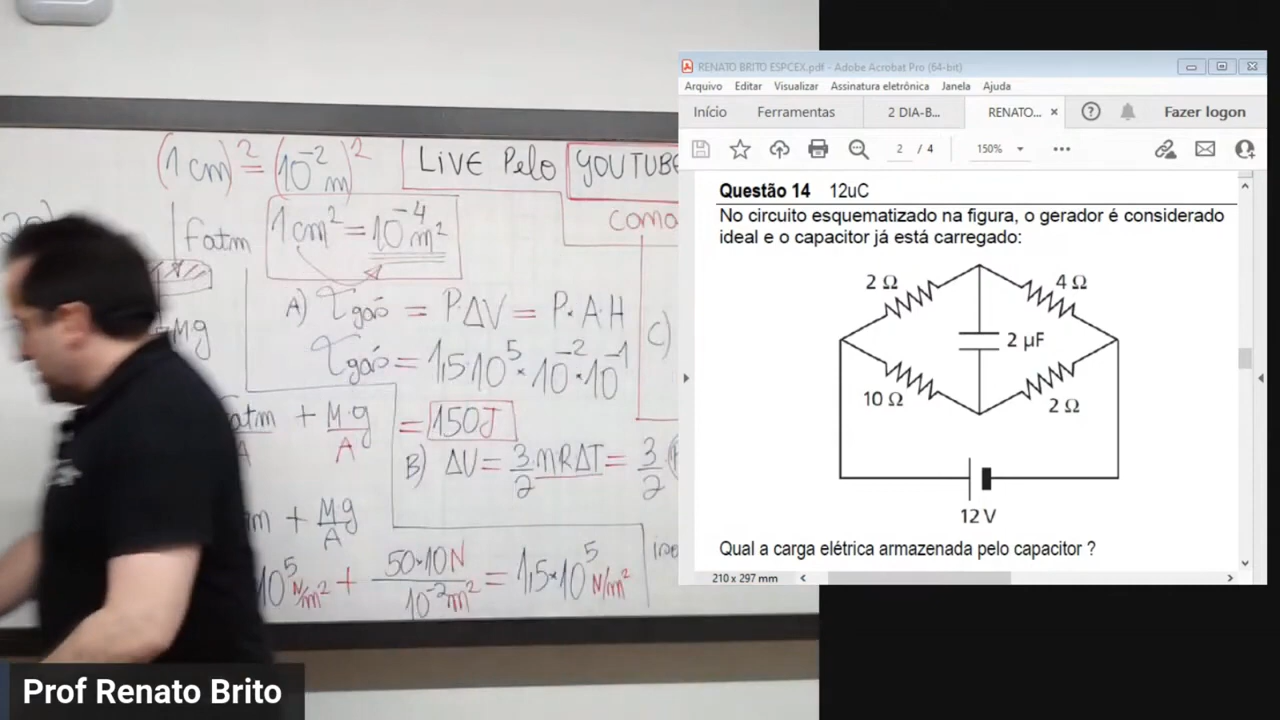 (1 cm)² = (10⁻² m)²
LIVE PElo YOUTUBE
como
fatm
1 cm² = 10⁻⁴ m²
Mg
A) τgás = P·ΔV = P·A·H
C)
τgás = 1,5·10⁵ × 10⁻² × 10⁻¹
atm/A + M·g/A
= 150J
B) ΔU = 3/2 nRΔT = 3/2
m + M·g/A
10⁵ N/m² + 50·10N/10⁻² m² = 1,5×10⁵ N/m²
Prof Renato Brito
RENATO BRITO ESPCEX.pdf - Adobe Acrobat Pro (64-bit)
Arquivo Editar Visualizar Assinatura eletrônica Janela Ajuda
Início Ferramentas 2 DIA-B... RENATO... × Fazer logon
2 / 4 150%
Questão 14 12uC
No circuito esquematizado na figura, o gerador é considerado
ideal e o capacitor já está carregado:
2 Ω 4 Ω
2 µF
10 Ω 2 Ω
12 V
Qual a carga elétrica armazenada pelo capacitor ?
210 x 297 mm